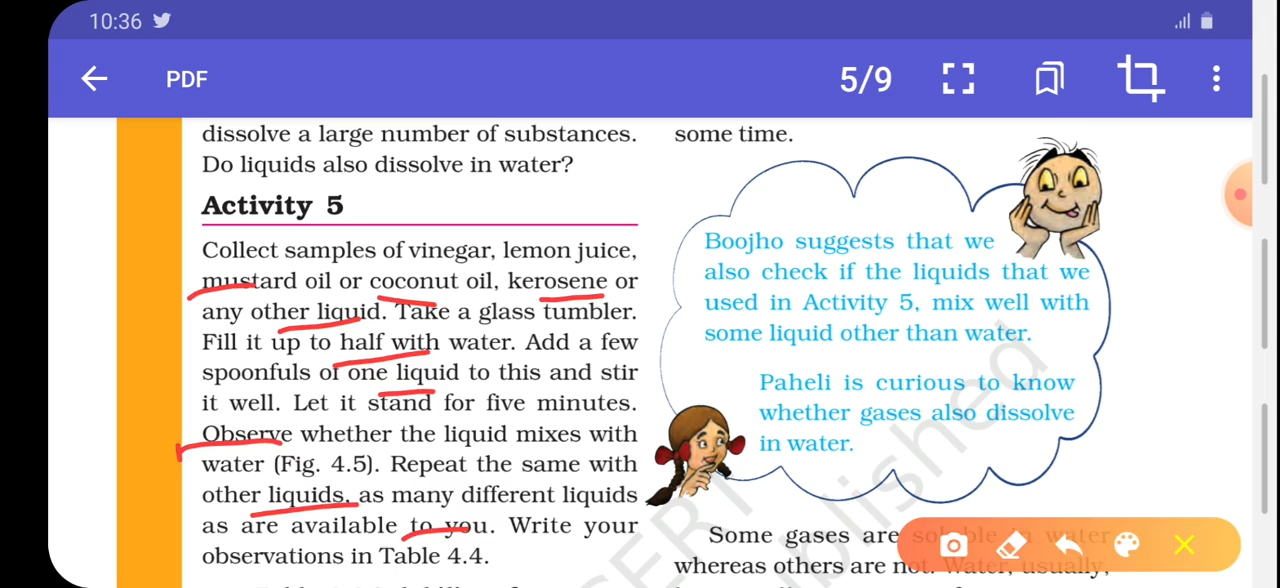 10:36
PDF
5/9
dissolve a large number of substances.
Do liquids also dissolve in water?
Activity 5
Collect samples of vinegar, lemon juice,
mustard oil or coconut oil, kerosene or
any other liquid. Take a glass tumbler.
Fill it up to half with water. Add a few
spoonfuls of one liquid to this and stir
it well. Let it stand for five minutes.
Observe whether the liquid mixes with
water (Fig. 4.5). Repeat the same with
other liquids, as many different liquids
as are available to you. Write your
observations in Table 4.4.
some time.
Boojho suggests that we
also check if the liquids that we
used in Activity 5, mix well with
some liquid other than water.
Paheli is curious to know
whether gases also dissolve
in water.
Some gases are soluble in water
whereas others are not. Water, usually,